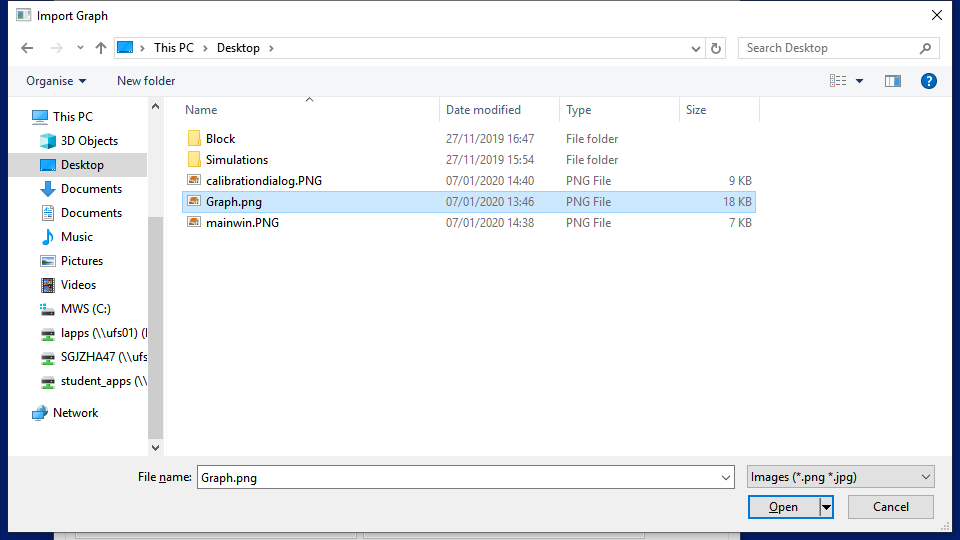 Import Graph
This PC Desktop Search Desktop
Organise New folder
Name Date modified Type Size
This PC
3D Objects
Desktop
Documents
Documents
Music
Pictures
Videos
MWS (C:)
lapps (\\ufs01) (
SGJZHA47 (\\ufs
student_apps (\\
Network
Block 27/11/2019 16:47 File folder
Simulations 27/11/2019 15:54 File folder
calibrationdialog.PNG 07/01/2020 14:40 PNG File 9 KB
Graph.png 07/01/2020 13:46 PNG File 18 KB
mainwin.PNG 07/01/2020 14:38 PNG File 7 KB
File name: Graph.png Images (*.png *.jpg)
Open Cancel